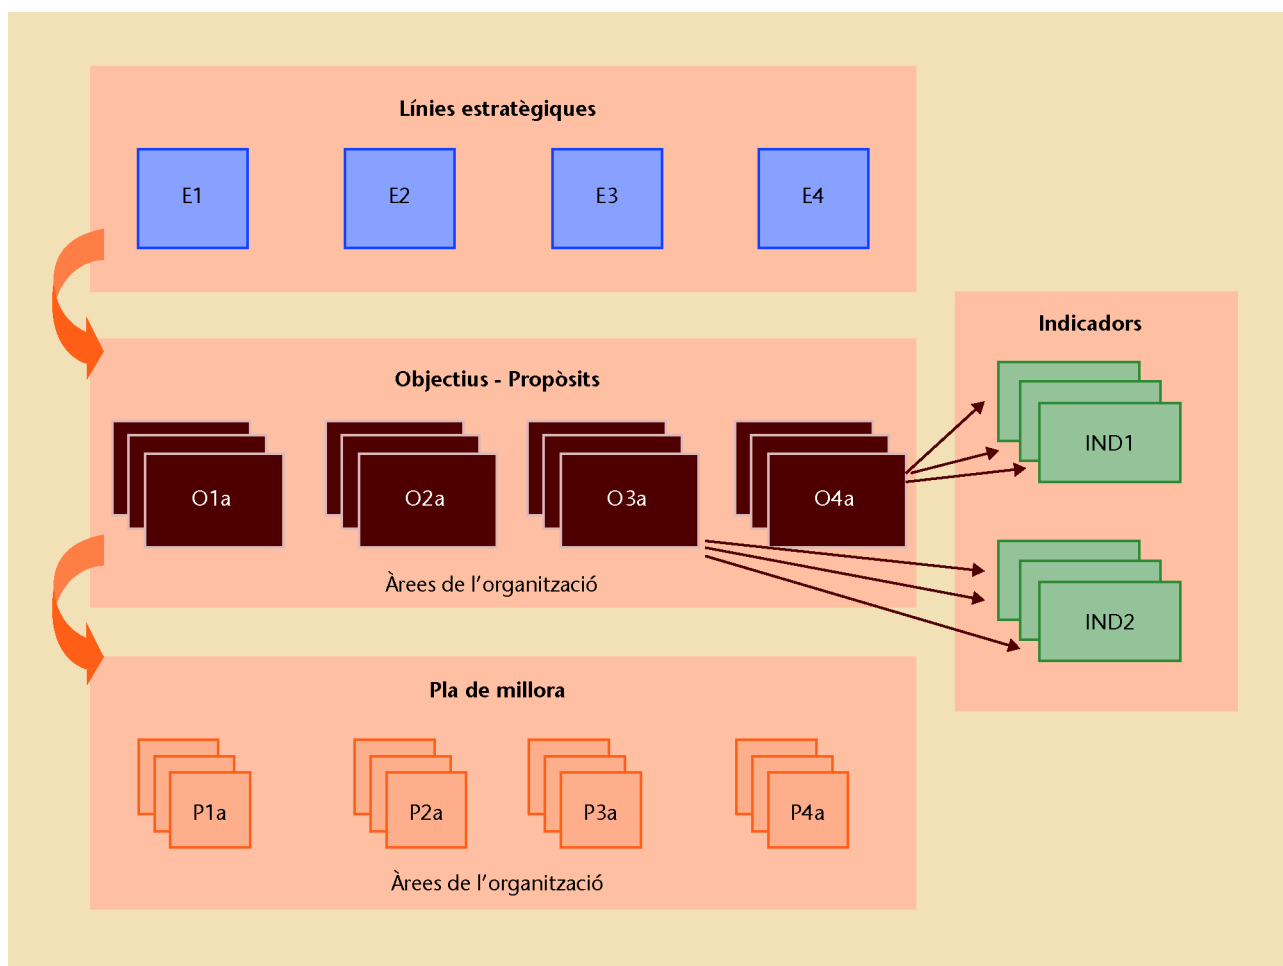 Línies estratègiques
E1
E2
E3
E4
Indicadors
Objectius - Propòsits
IND1
O1a
O2a
O3a
O4a
Àrees de l’organització
IND2
Pla de millora
P1a
P2a
P3a
P4a
Àrees de l’organització